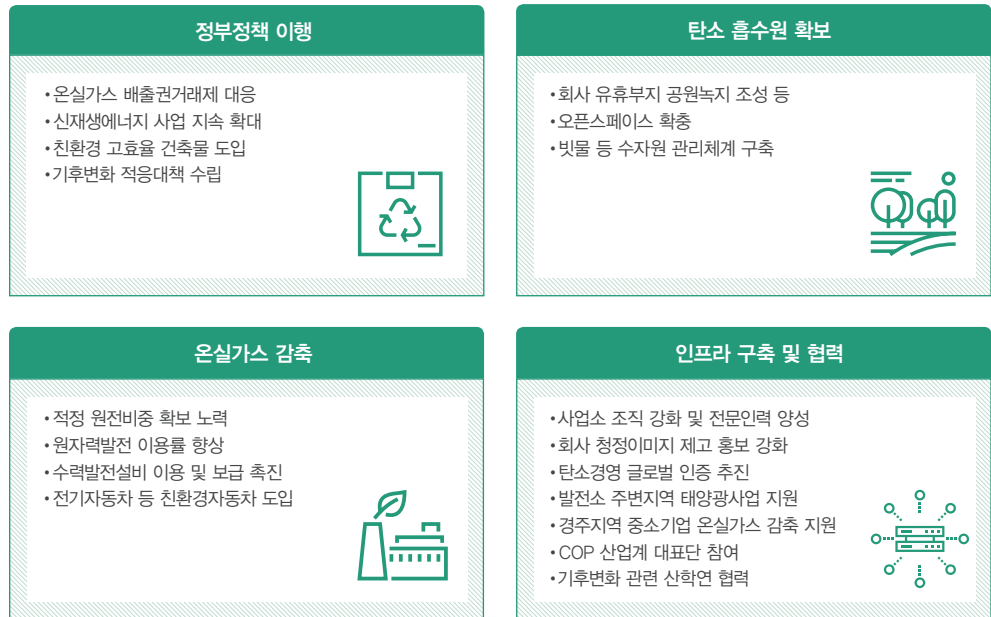 정부정책 이행
•온실가스 배출권거래제 대응
•신재생에너지 사업 지속 확대
•친환경 고효율 건축물 도입
•기후변화 적응대책 수립
탄소 흡수원 확보
•회사 유휴부지 공원녹지 조성 등
•오픈스페이스 확충
•빗물 등 수자원 관리체계 구축
온실가스 감축
•적정 원전비중 확보 노력
•원자력발전 이용률 향상
•수력발전설비 이용 및 보급 촉진
•전기자동차 등 친환경자동차 도입
인프라 구축 및 협력
•사업소 조직 강화 및 전문인력 양성
•회사 청정이미지 제고 홍보 강화
•탄소경영 글로벌 인증 추진
•발전소 주변지역 태양광사업 지원
•경주지역 중소기업 온실가스 감축 지원
•COP 산업계 대표단 참여
•기후변화 관련 산학연 협력